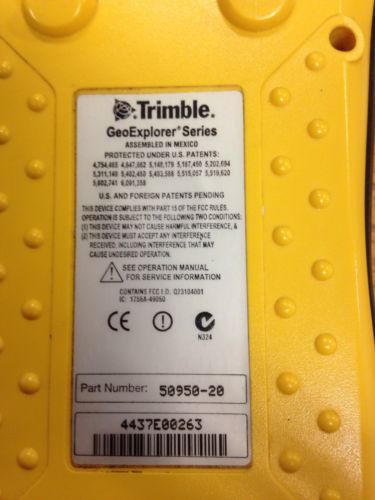 Trimble.
GeoExplorer® Series
ASSEMBLED IN MEXICO
PROTECTED UNDER U.S. PATENTS:
4,754,465 4,847,862 5,148,179 5,187,450 5,202,694
5,311,149 5,402,450 5,493,588 5,515,057 5,519,620
5,602,741 6,091,358
U.S. AND FOREIGN PATENTS PENDING
THIS DEVICE COMPLIES WITH PART 15 OF THE FCC RULES.
OPERATION IS SUBJECT TO THE FOLLOWING TWO CONDITIONS:
(1) THIS DEVICE MAY NOT CAUSE HARMFUL INTERFERENCE, &
(2) THIS DEVICE MUST ACCEPT ANY INTERFERENCE
RECEIVED, INCLUDING INTERFERENCE THAT MAY
CAUSE UNDESIRED OPERATION.
SEE OPERATION MANUAL
FOR SERVICE INFORMATION
CONTAINS FCC I.D. QZ3104001
IC: 1756A-49050
CE
N324
Part Number: 50950-20
4437E00263